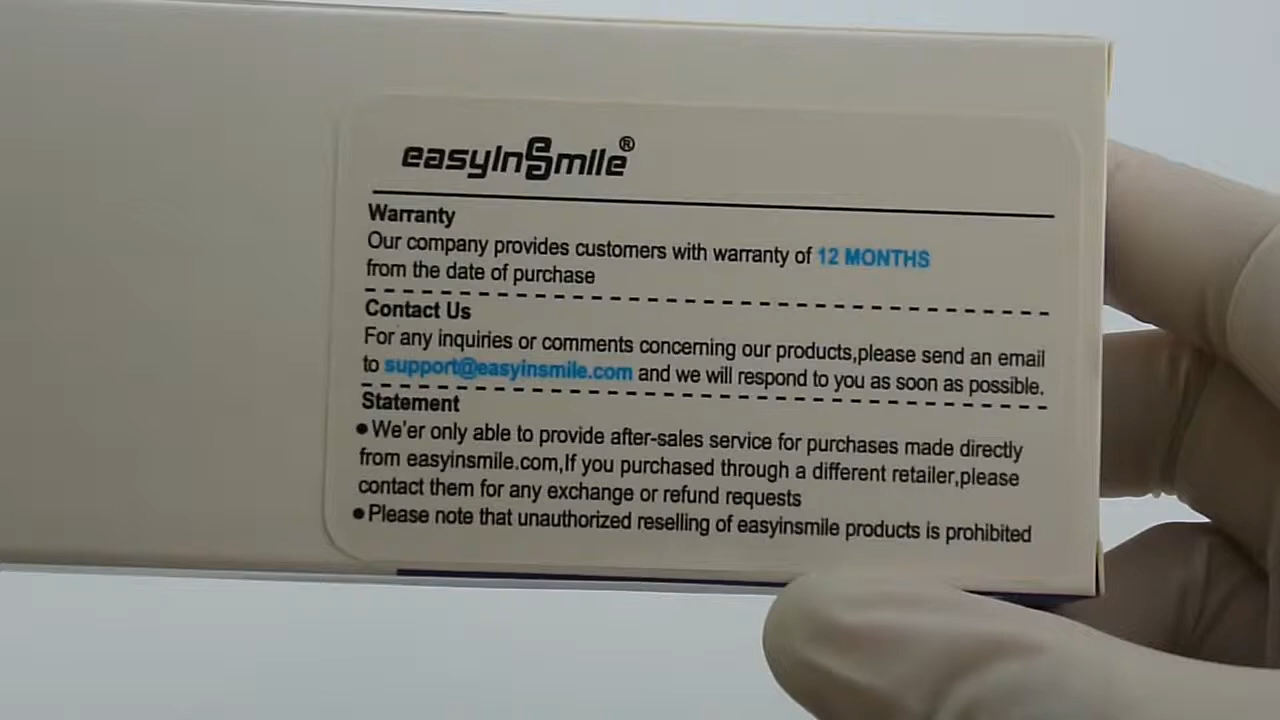 easyInSmile®
Warranty
Our company provides customers with warranty of 12 MONTHS
from the date of purchase
Contact Us
For any inquiries or comments concerning our products,please send an email
to support@easyinsmile.com and we will respond to you as soon as possible.
Statement
●We'er only able to provide after-sales service for purchases made directly
from easyinsmile.com,If you purchased through a different retailer,please
contact them for any exchange or refund requests
●Please note that unauthorized reselling of easyinsmile products is prohibited